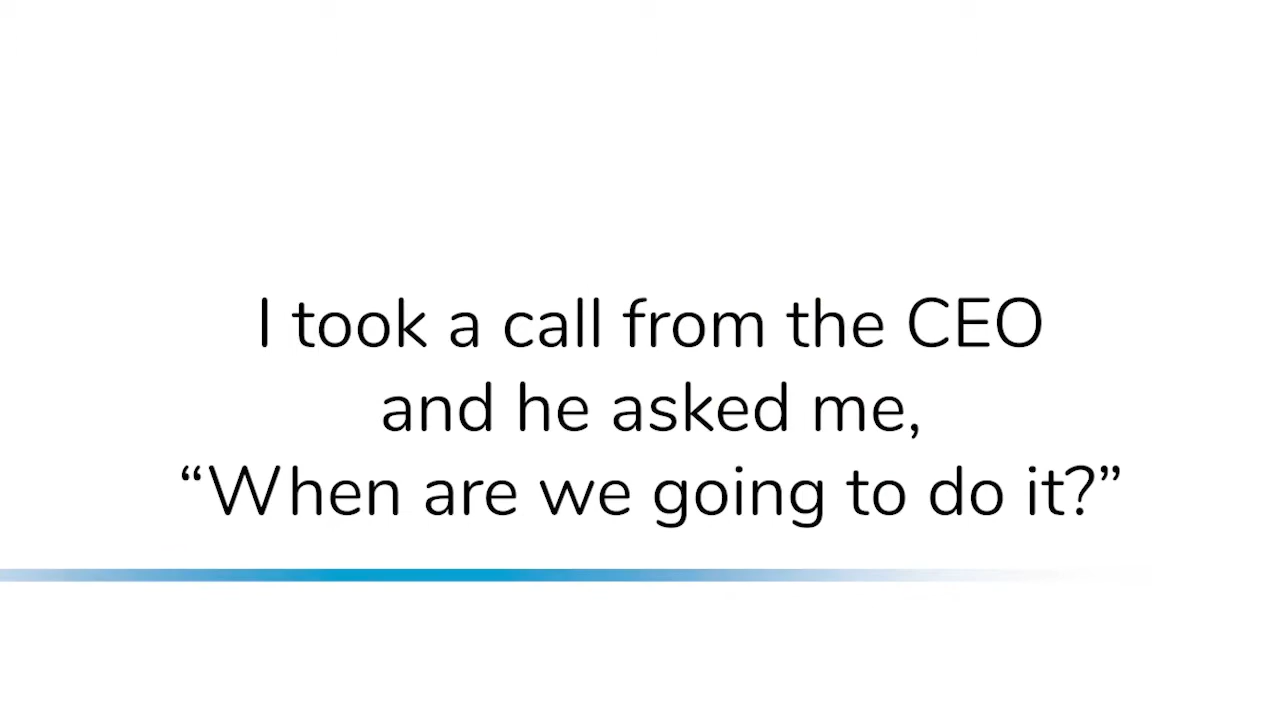 I took a call from the CEO
and he asked me,
“When are we going to do it?”